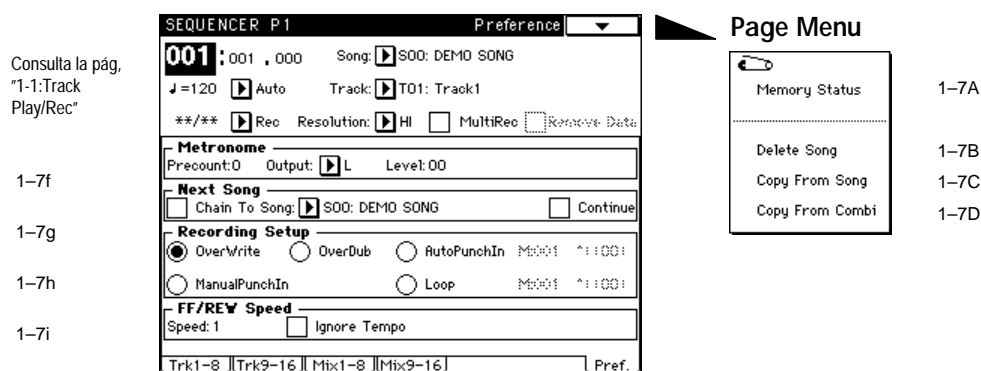 SEQUENCER P1 Preference
Page Menu
001:001 .000 Song: S00: DEMO SONG
Consulta la pág,
"1-1:Track
Play/Rec"
♩=120 Auto Track: T01: Track1
**/** Rec Resolution: HI MultiRec Remove Data
Metronome
Precount:0 Output: L Level:00
1–7f
Next Song
Chain To Song: S00: DEMO SONG Continue
1–7g
Recording Setup
OverWrite OverDub AutoPunchIn M:001
1–7h
ManualPunchIn Loop M:001
1–7i
FF/REW Speed
Speed:1 Ignore Tempo
Trk1–8 Trk9–16 Mix1–8 Mix9–16 Pref.
Memory Status 1–7A
Delete Song 1–7B
Copy From Song 1–7C
Copy From Combi 1–7D